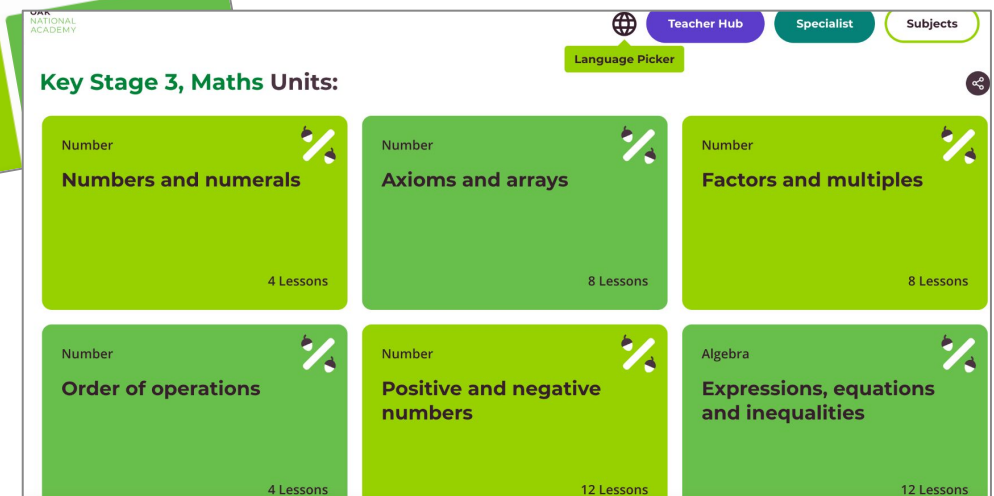 OAK
NATIONAL
ACADEMY
Teacher Hub
Specialist
Subjects
Language Picker
Key Stage 3, Maths Units:
Number
Numbers and numerals
4 Lessons
Number
Axioms and arrays
8 Lessons
Number
Factors and multiples
8 Lessons
Number
Order of operations
4 Lessons
Number
Positive and negative
numbers
12 Lessons
Algebra
Expressions, equations
and inequalities
12 Lessons